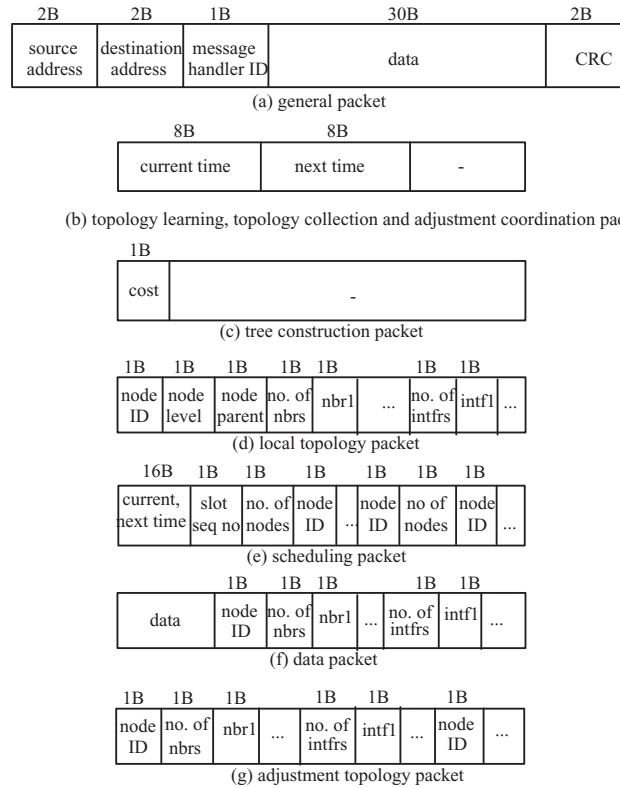 2B 2B 1B 30B 2B
source address destination address message handler ID data CRC
(a) general packet
8B 8B
current time next time -
(b) topology learning, topology collection and adjustment coordination pac
1B
cost -
(c) tree construction packet
1B 1B 1B 1B 1B 1B 1B
node ID node level node parent no. of nbrs nbr1 ... no. of intfrs intf1 ...
(d) local topology packet
16B 1B 1B 1B 1B 1B 1B
current, next time slot seq no no. of nodes node ID ... node ID no of nodes node ID ...
(e) scheduling packet
1B 1B 1B 1B 1B
data node ID no. of nbrs nbr1 ... no. of intfrs intf1 ...
(f) data packet
1B 1B 1B 1B 1B 1B
node ID no. of nbrs nbr1 ... no. of intfrs intf1 ... node ID ...
(g) adjustment topology packet